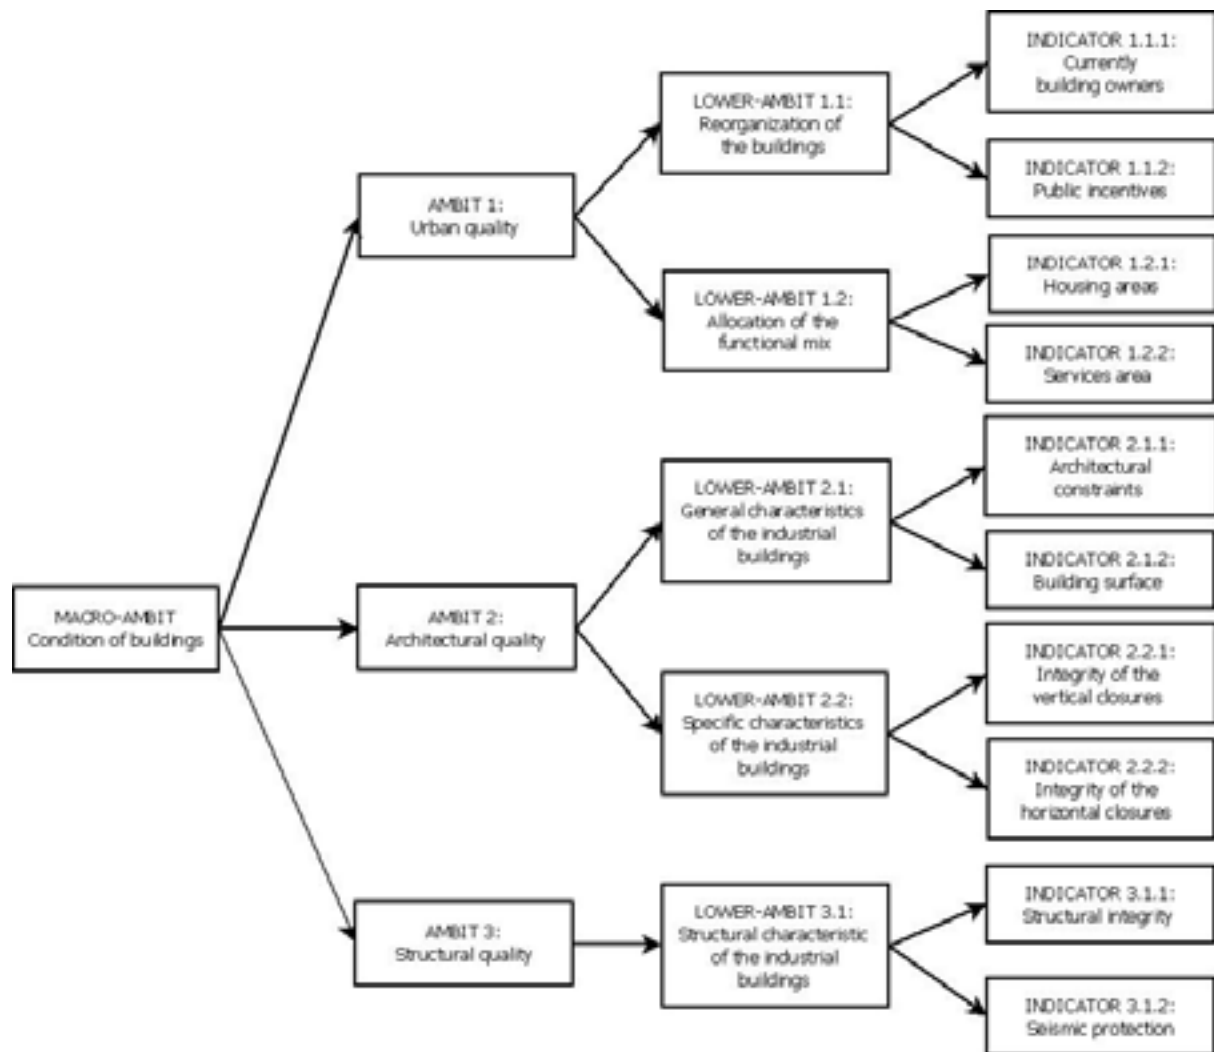 MACRO-AMBIT
Condition of buildings
AMBIT 1:
Urban quality
LOWER-AMBIT 1.1:
Reorganization of
the buildings
INDICATOR 1.1.1:
Currently
building owners
INDICATOR 1.1.2:
Public incentives
LOWER-AMBIT 1.2:
Allocation of the
functional mix
INDICATOR 1.2.1:
Housing areas
INDICATOR 1.2.2:
Services area
AMBIT 2:
Architectural quality
LOWER-AMBIT 2.1:
General characteristics
of the industrial
buildings
INDICATOR 2.1.1:
Architectural
constraints
INDICATOR 2.1.2:
Building surface
LOWER-AMBIT 2.2:
Specific characteristics
of the industrial
buildings
INDICATOR 2.2.1:
Integrity of the
vertical closures
INDICATOR 2.2.2:
Integrity of the
horizontal closures
AMBIT 3:
Structural quality
LOWER-AMBIT 3.1:
Structural characteristic
of the industrial
buildings
INDICATOR 3.1.1:
Structural integrity
INDICATOR 3.1.2:
Seismic protection